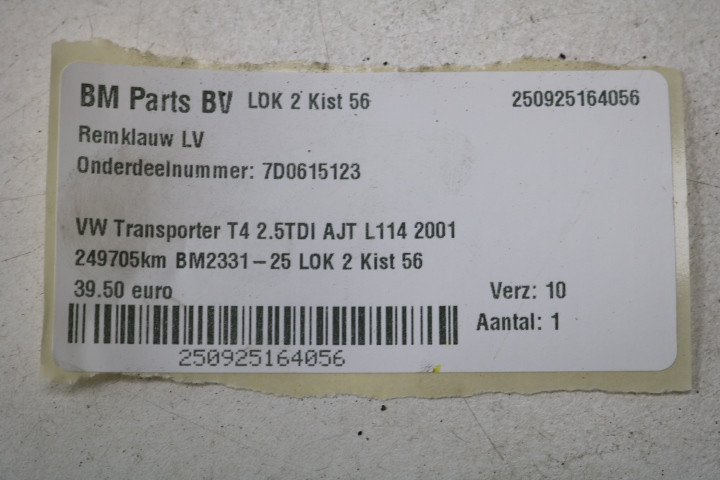 BM Parts BV LOK 2 Kist 56 250925164056
Remklauw LV
Onderdeelnummer: 7D0615123
VW Transporter T4 2.5TDI AJT L114 2001
249705km BM2331-25 LOK 2 Kist 56
39.50 euro Verz: 10
Aantal: 1
250925164056